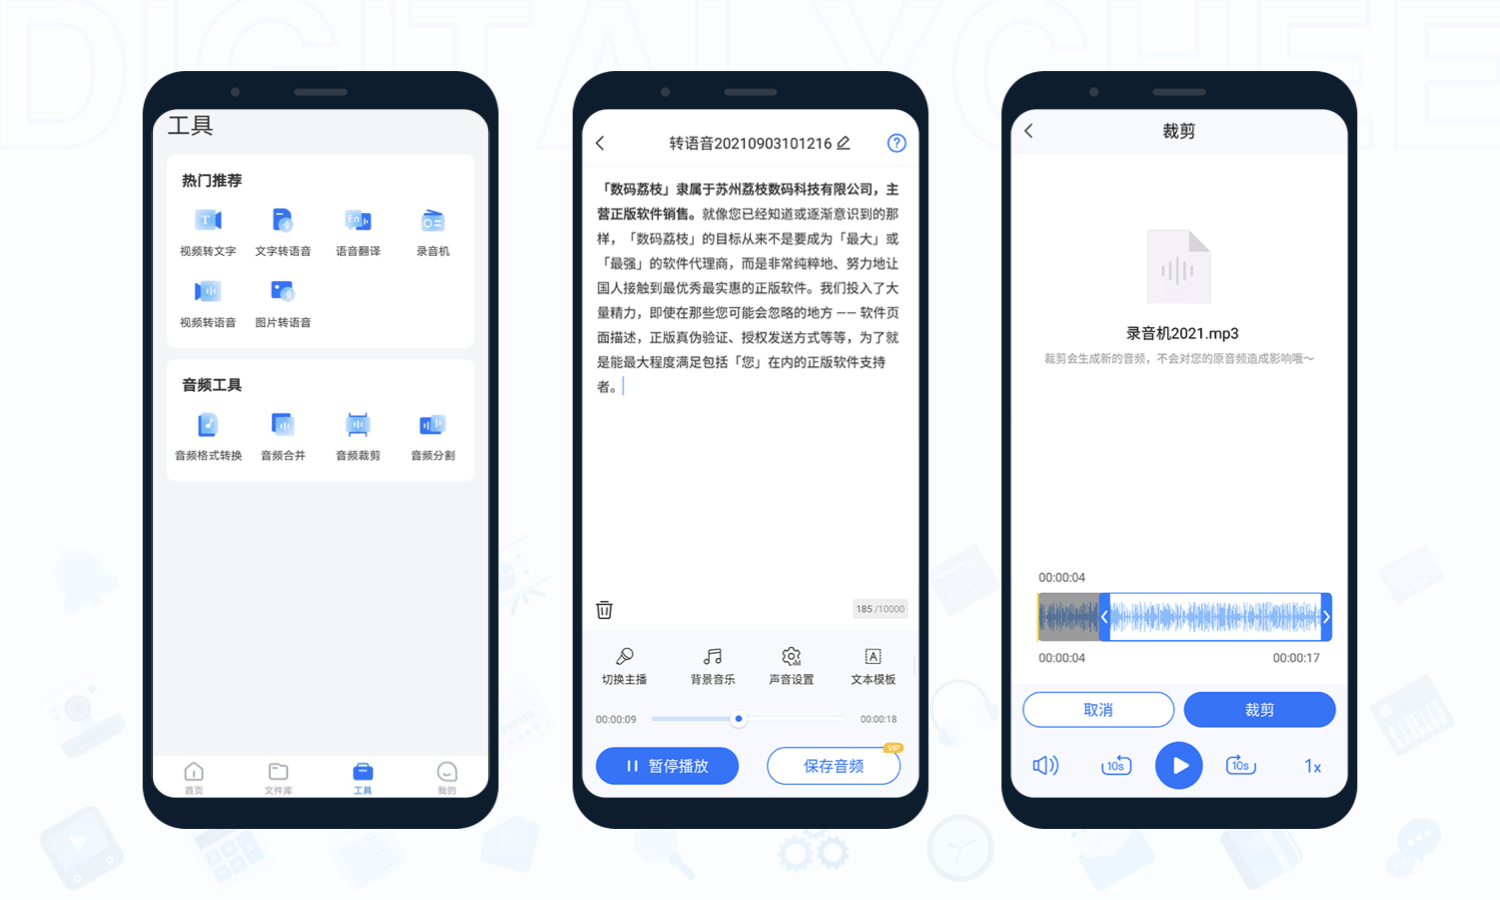 DIGITALYCHEE
工具
热门推荐
视频转文字 文字转语音 语音翻译 录音机
视频转语音 图片转语音
音频工具
音频格式转换 音频合并 音频裁剪 音频分割
首页 文件库 工具 我的
转语音20210903101216
「数码荔枝」隶属于苏州荔枝数码科技有限公司，主
营正版软件销售。就像您已经知道或逐渐意识到的那
样，「数码荔枝」的目标从来不是要成为「最大」或
「最强」的软件代理商，而是非常纯粹地、努力地让
国人接触到最优秀最实惠的正版软件。我们投入了大
量精力，即使在那些您可能会忽略的地方 —— 软件页
面描述，正版真伪验证、授权发送方式等等，为了就
是能最大程度满足包括「您」在内的正版软件支持
者。
185 /10000
切换主播 背景音乐 声音设置 文本模板
00:00:09 00:00:18
VIP
暂停播放 保存音频
裁剪
录音机2021.mp3
裁剪会生成新的音频，不会对您的原音频造成影响哦～
00:00:04
00:00:04 00:00:17
取消 裁剪
10s 10s 1x